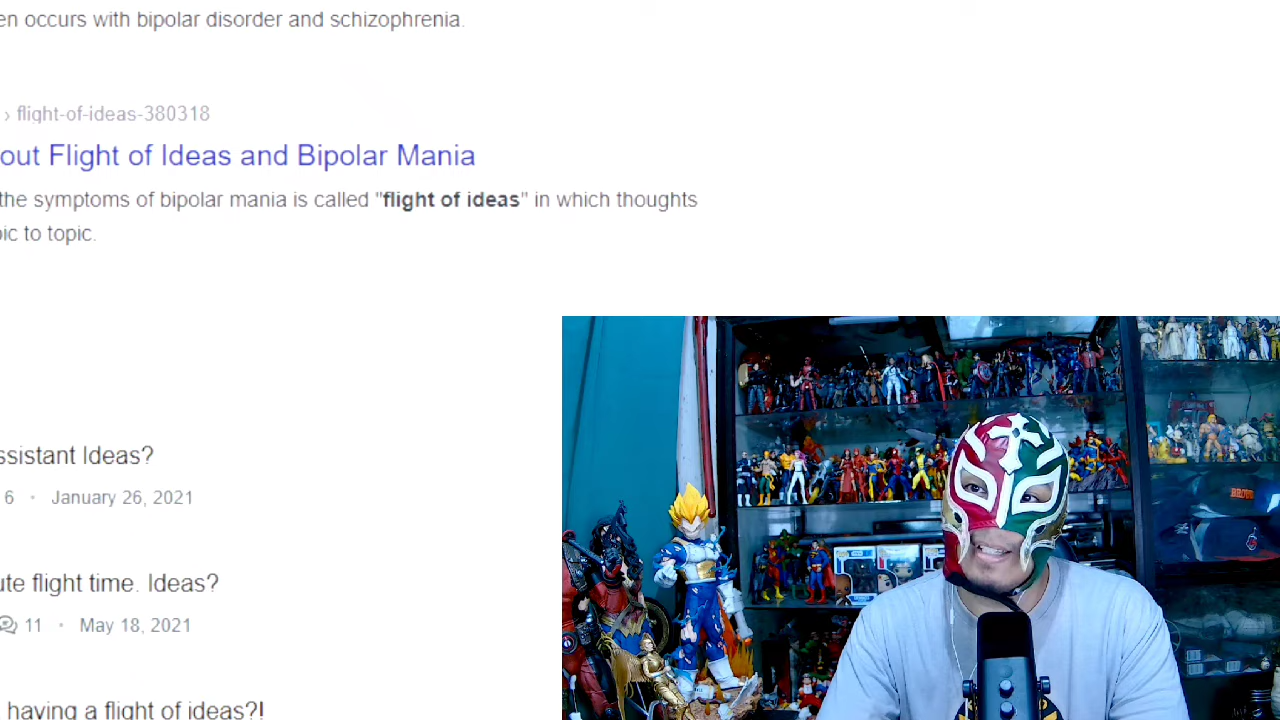 en occurs with bipolar disorder and schizophrenia.
› flight-of-ideas-380318
out Flight of Ideas and Bipolar Mania
the symptoms of bipolar mania is called "flight of ideas" in which thoughts
ic to topic.
ssistant Ideas?
6 • January 26, 2021
ute flight time. Ideas?
11 • May 18, 2021
having a flight of ideas?!